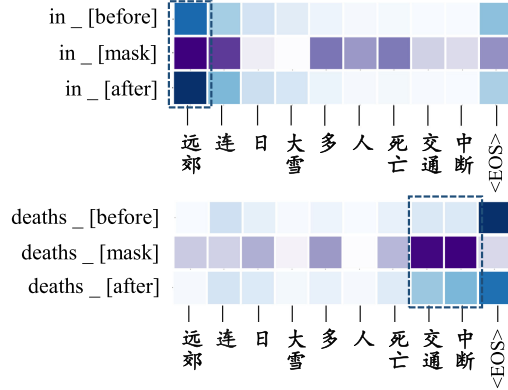 in _ [before]
in _ [mask]
in _ [after]
远郊 连 日 大雪 多 人 死亡 交通 中断 <EOS>
deaths _ [before]
deaths _ [mask]
deaths _ [after]
远郊 连 日 大雪 多 人 死亡 交通 中断 <EOS>